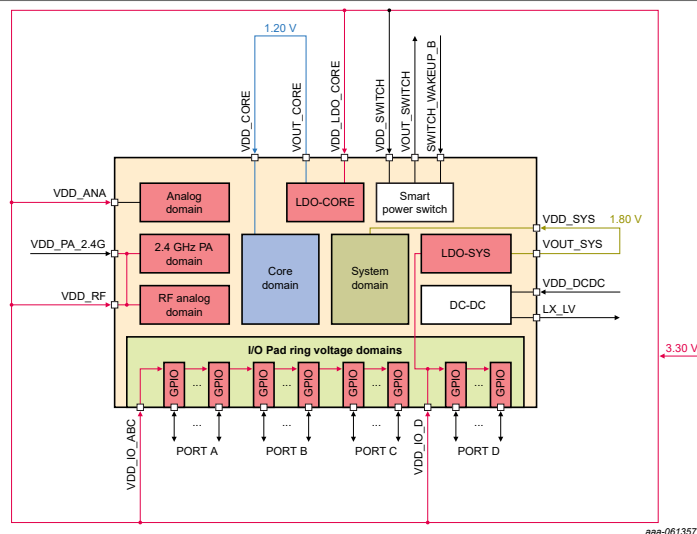 1.20 V
VDD_CORE
VOUT_CORE
VDD_LDO_CORE
VDD_SWITCH
VOUT_SWITCH
SWITCH_WAKEUP_B
VDD_ANA
Analog
domain
LDO-CORE
Smart
power switch
VDD_SYS
1.80 V
VDD_PA_2.4G
2.4 GHz PA
domain
Core
domain
System
domain
LDO-SYS
VOUT_SYS
VDD_RF
RF analog
domain
DC-DC
VDD_DCDC
LX_LV
I/O Pad ring voltage domains
3.30 V
GPIO
...
GPIO
GPIO
...
GPIO
GPIO
...
GPIO
GPIO
...
GPIO
VDD_IO_ABC
...
PORT A
...
PORT B
...
PORT C
VDD_IO_D
...
PORT D
aaa-061357